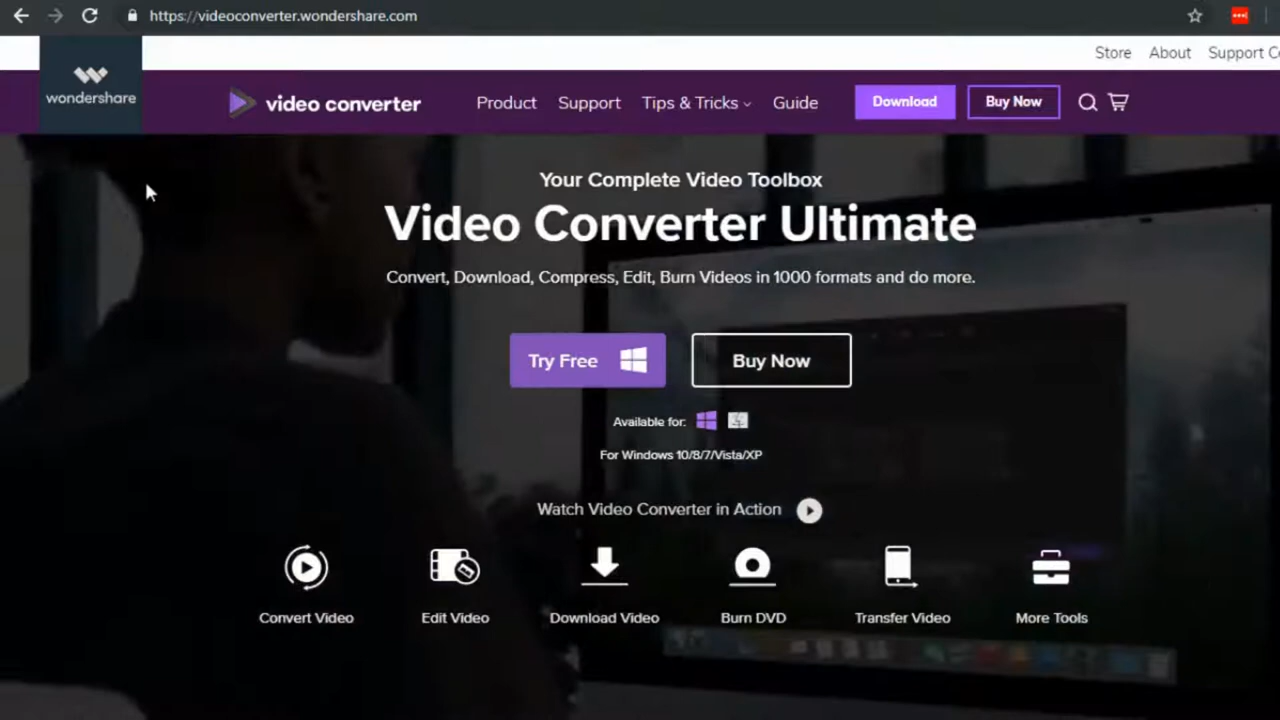 https://videoconverter.wondershare.com
Store About Support C
wondershare
video converter Product Support Tips & Tricks Guide Download Buy Now
Your Complete Video Toolbox
Video Converter Ultimate
Convert, Download, Compress, Edit, Burn Videos in 1000 formats and do more.
Try Free Buy Now
Available for:
For Windows 10/8/7/Vista/XP
Watch Video Converter in Action
Convert Video Edit Video Download Video Burn DVD Transfer Video More Tools